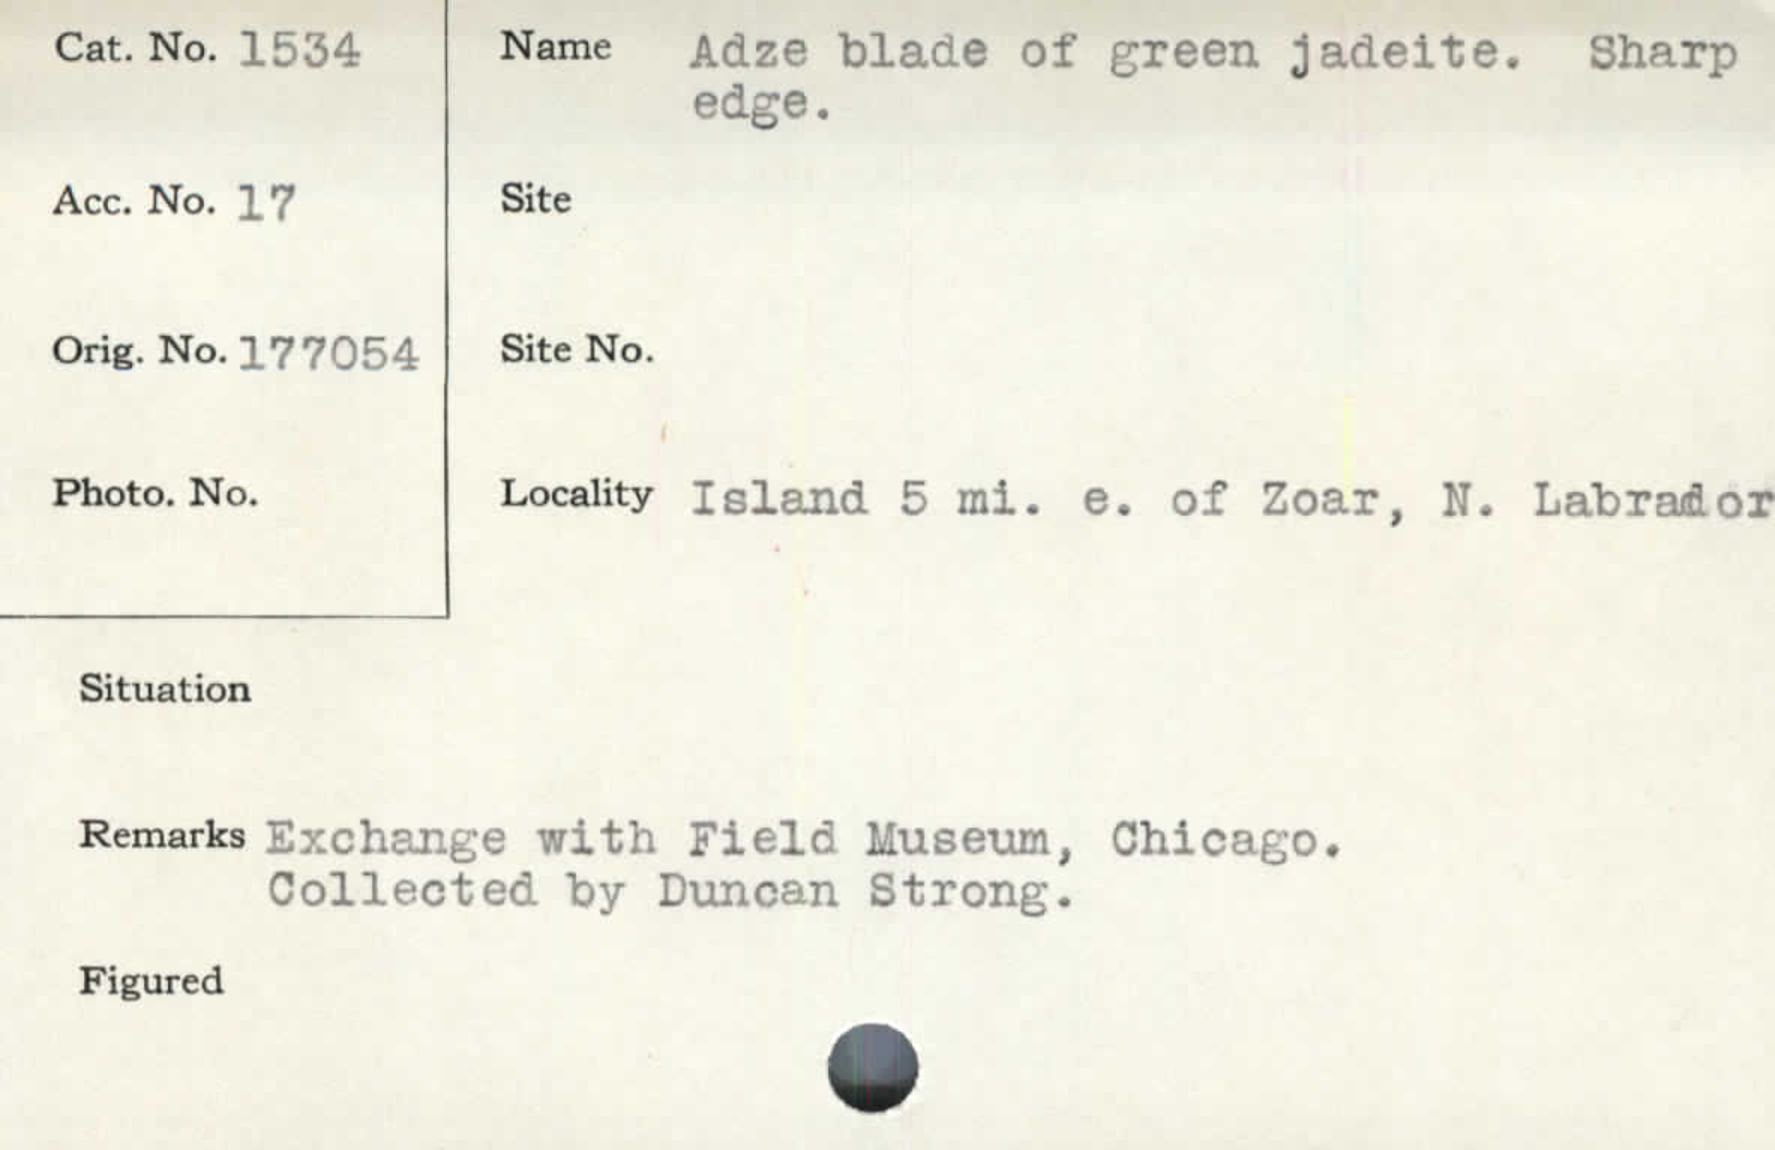 Cat. No. 1534
Name Adze blade of green jadeite. Sharp
edge.
Acc. No. 17
Site
Orig. No. 177054
Site No.
Photo. No.
Locality Island 5 mi. e. of Zoar, N. Labrador
Situation
Remarks Exchange with Field Museum, Chicago.
Collected by Duncan Strong.
Figured